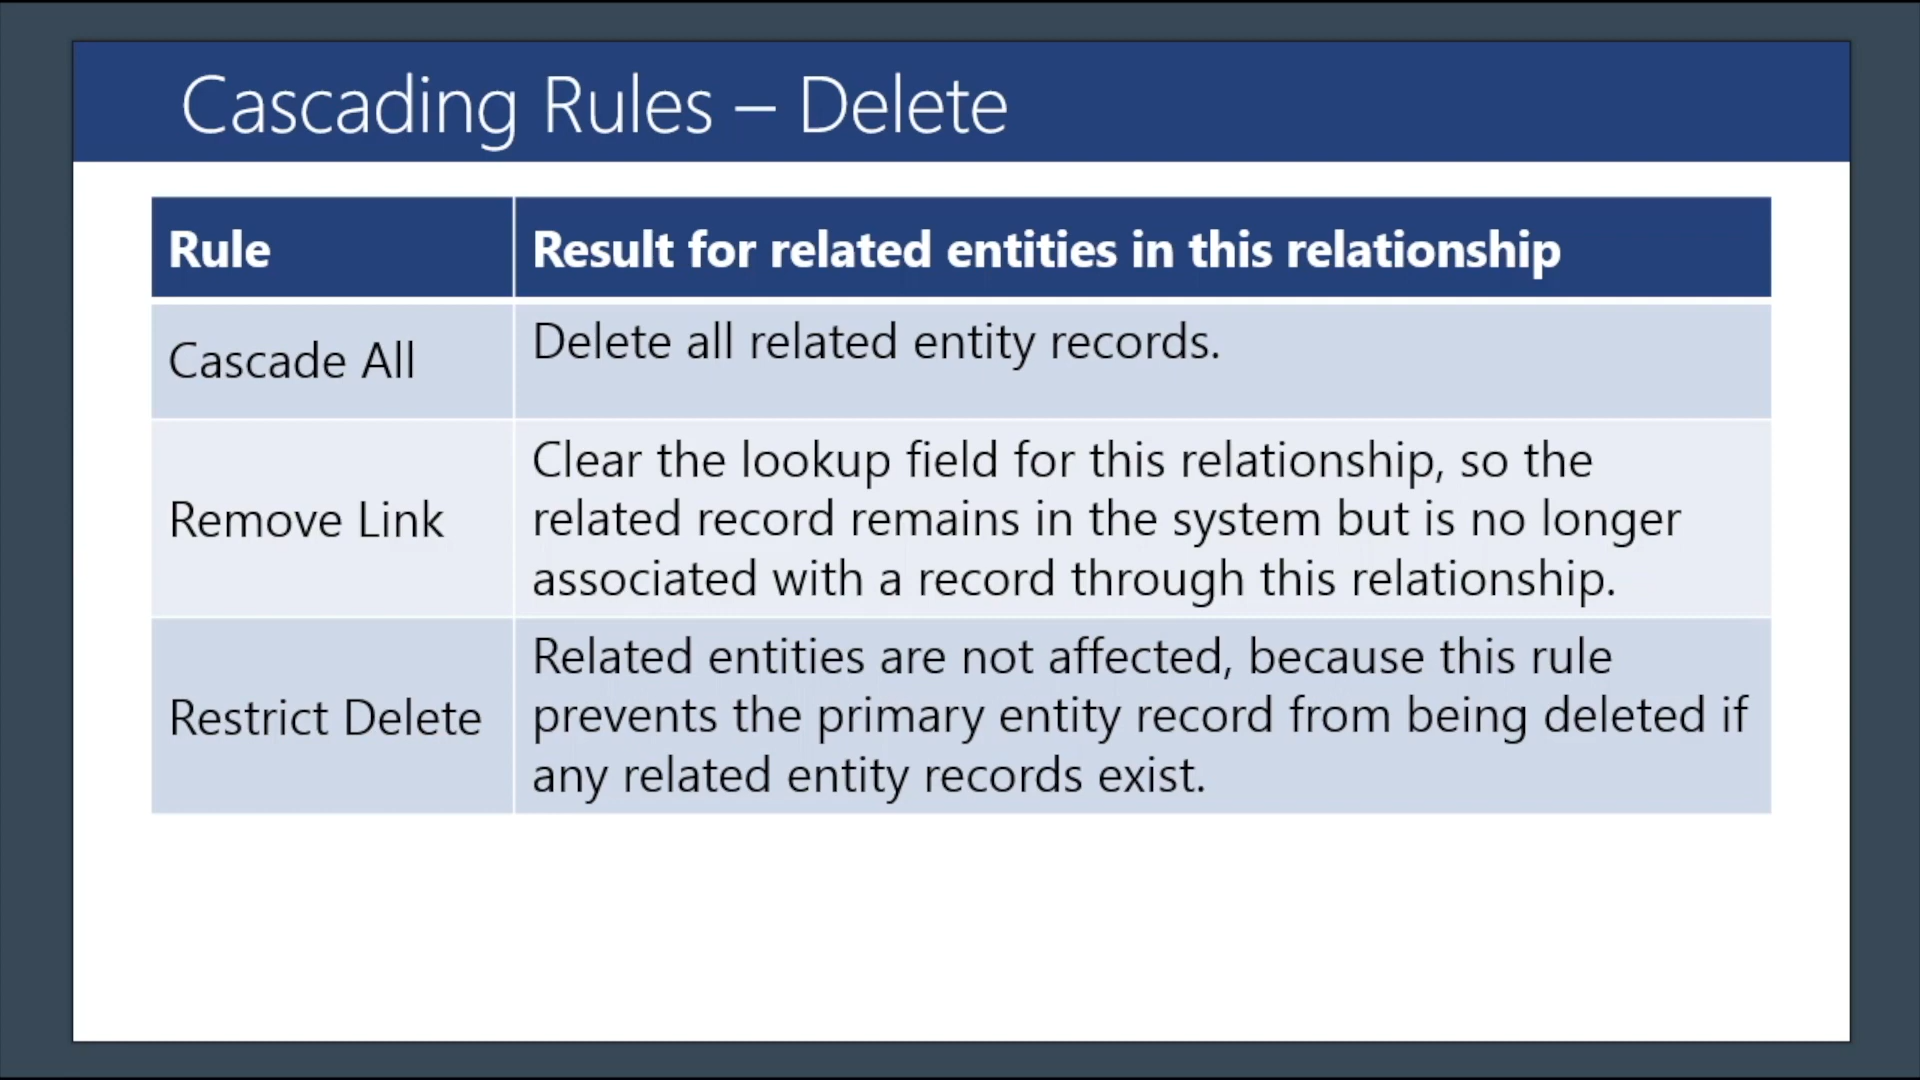 Cascading Rules – Delete
Rule
Result for related entities in this relationship
Cascade All
Delete all related entity records.
Remove Link
Clear the lookup field for this relationship, so the
related record remains in the system but is no longer
associated with a record through this relationship.
Restrict Delete
Related entities are not affected, because this rule
prevents the primary entity record from being deleted if
any related entity records exist.